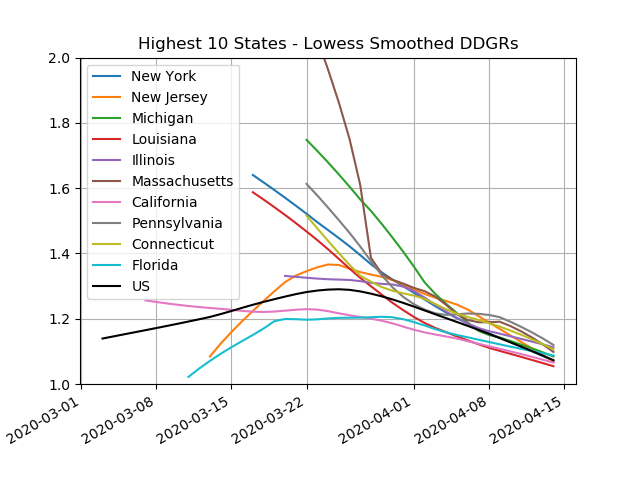 Highest 10 States - Lowess Smoothed DDGRs
2.0
1.8
1.6
1.4
1.2
1.0
New York
New Jersey
Michigan
Louisiana
Illinois
Massachusetts
California
Pennsylvania
Connecticut
Florida
US
2020-03-01
2020-03-08
2020-03-15
2020-03-22
2020-04-01
2020-04-08
2020-04-15